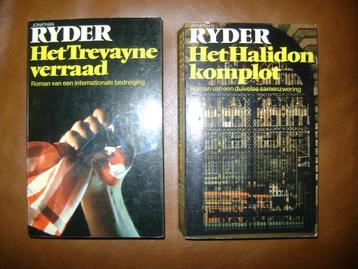 JONATHAN
RYDER
Het Trevayne
verraad
Roman van een internationale bedreiging
JONATHAN
RYDER
Het Halidon
komplot
Roman van een duivelse samenzwering